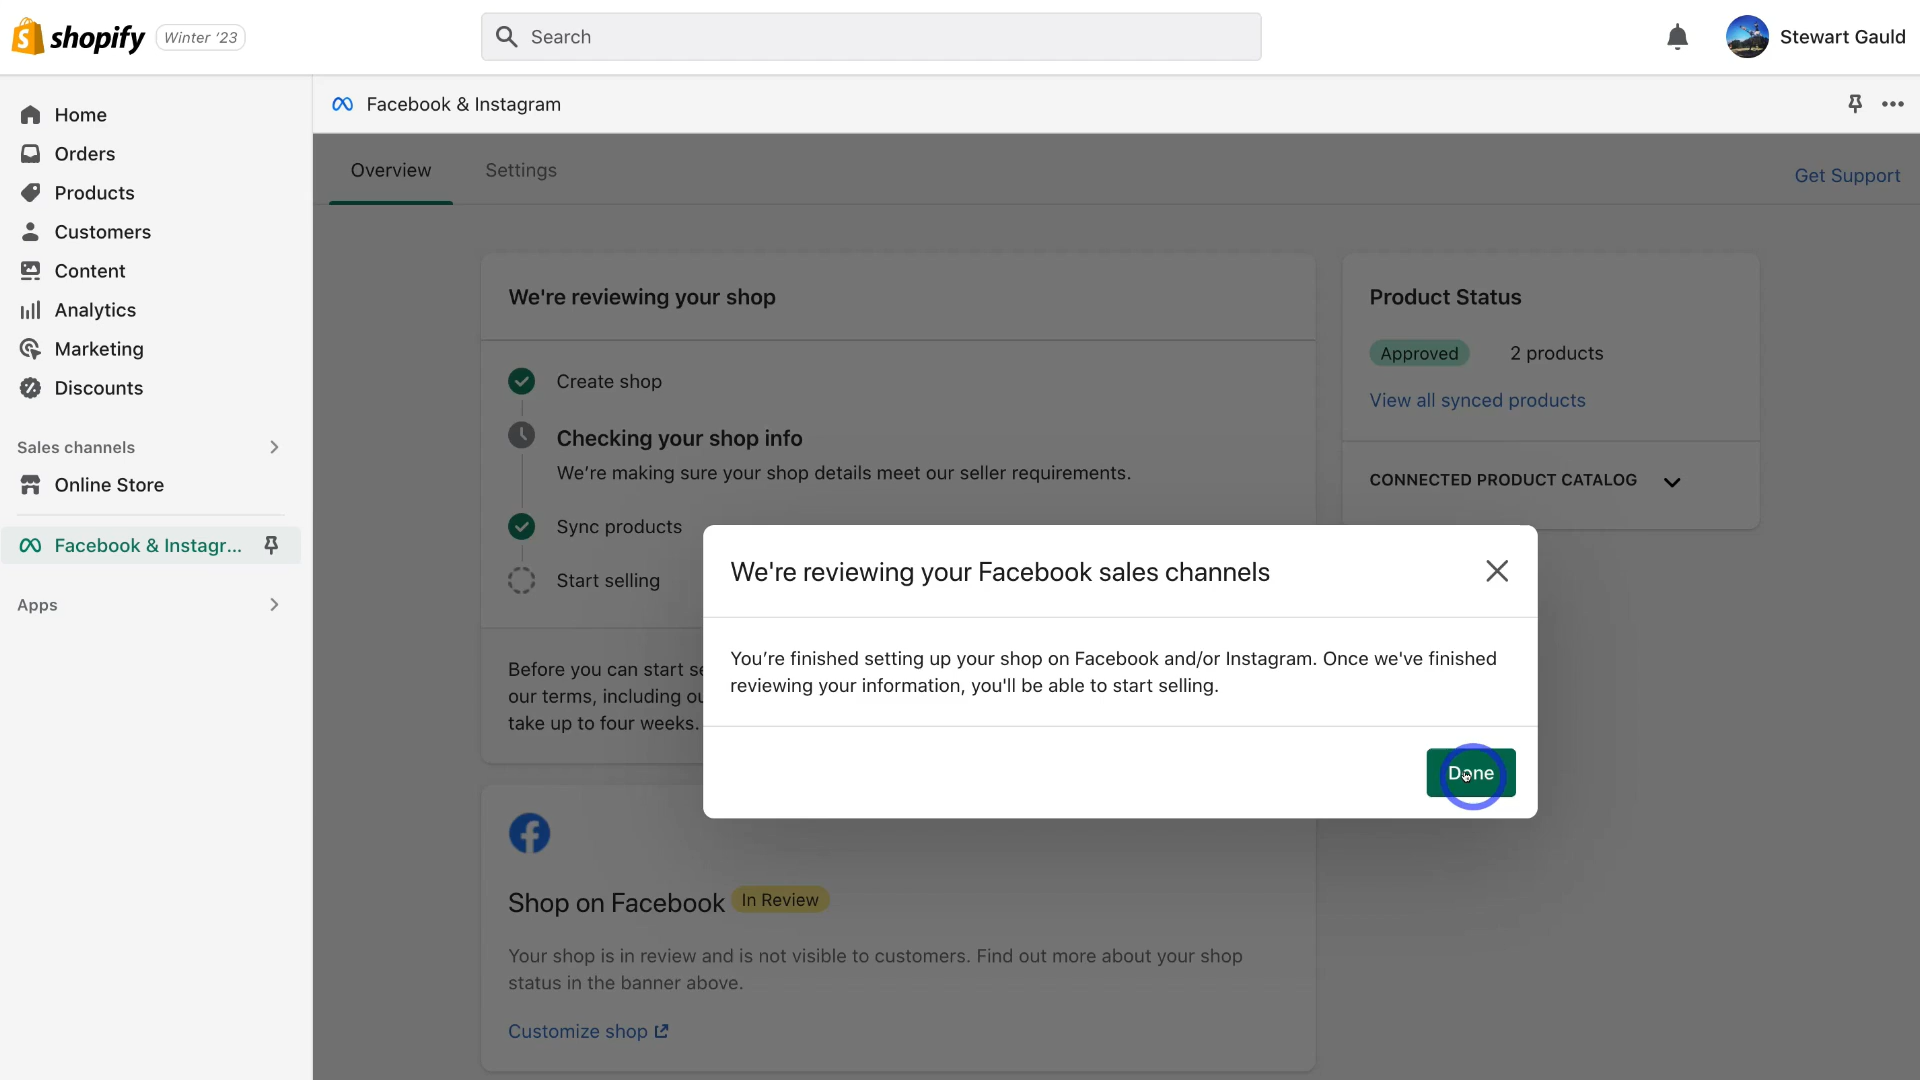 shopify
Winter '23
Search
Stewart Gauld
Home
Orders
Products
Customers
Content
Analytics
Marketing
Discounts
Sales channels
Online Store
Facebook & Instagr...
Apps
Facebook & Instagram
Overview
Settings
Get Support
We're reviewing your shop
Create shop
Checking your shop info
We're making sure your shop details meet our seller requirements.
Sync products
Start selling
Before you can start
our terms, including
take up to four weeks.
Product Status
Approved
2 products
View all synced products
CONNECTED PRODUCT CATALOG
We're reviewing your Facebook sales channels
You're finished setting up your shop on Facebook and/or Instagram. Once we've finished
reviewing your information, you'll be able to start selling.
Done
Shop on Facebook
In Review
Your shop is in review and is not visible to customers. Find out more about your shop
status in the banner above.
Customize shop